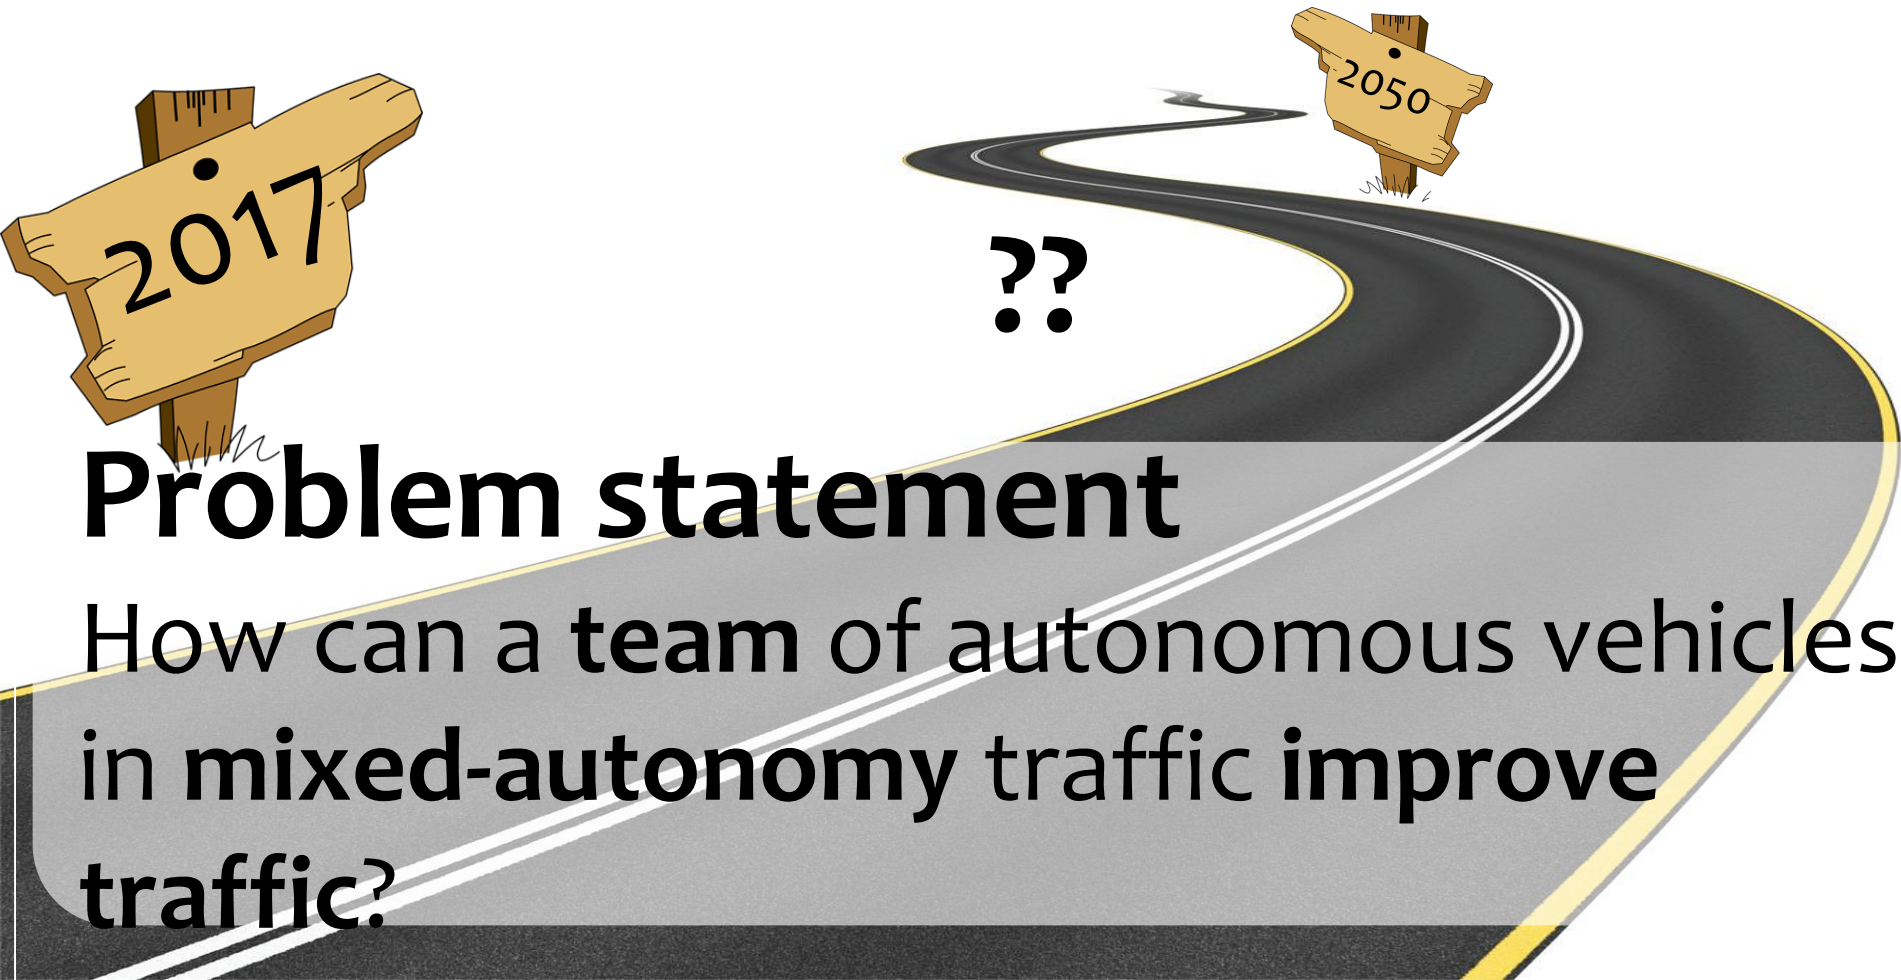 2017
2050
??
Problem statement
How can a team of autonomous vehicles
in mixed-autonomy traffic improve
traffic?